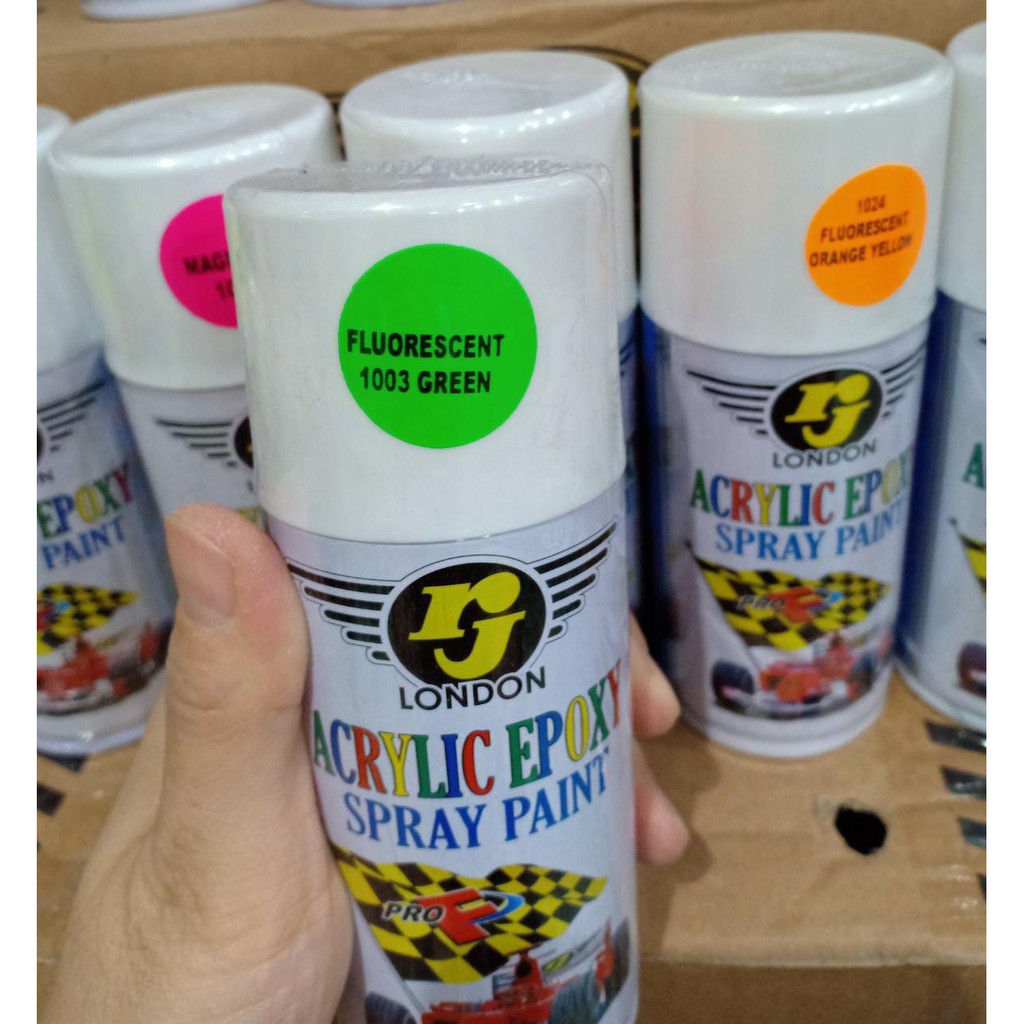 FLUORESCENT
1003 GREEN
rj
LONDON
ACRYLIC EPOXY
SPRAY PAINT
PRO
1024
FLUORESCENT
ORANGE YELLOW
rj
LONDON
ACRYLIC EPOX
SPRAY PAINT
PRO
EPOXY
PAINT